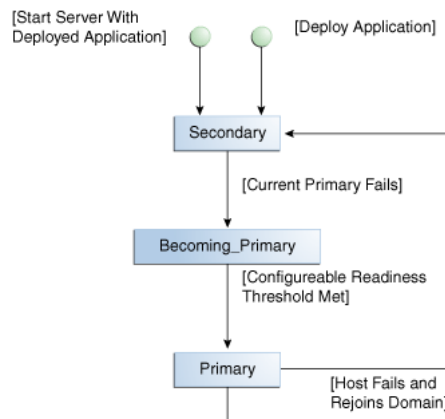 [Start Server With
Deployed Application]
[Deploy Application]
Secondary
[Current Primary Fails]
Becoming_Primary
[Configureable Readiness
Threshold Met]
Primary
[Host Fails and
Rejoins Domain]